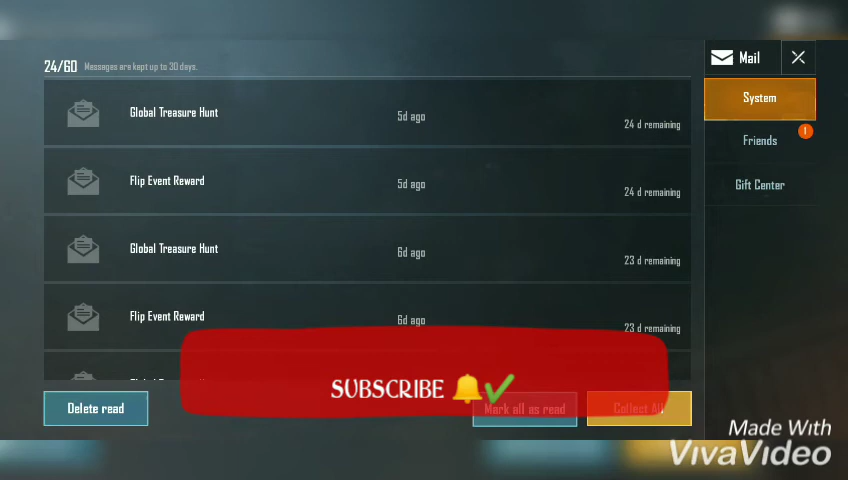 24/60 Messages are kept up to 30 days.
Mail
System
Global Treasure Hunt 5d ago 24 d remaining
Friends 1
Flip Event Reward 5d ago 24 d remaining
Gift Center
Global Treasure Hunt 6d ago 23 d remaining
Flip Event Reward 6d ago 23 d remaining
SUBSCRIBE
Delete read Mark all as read Collect All
Made With
VivaVideo